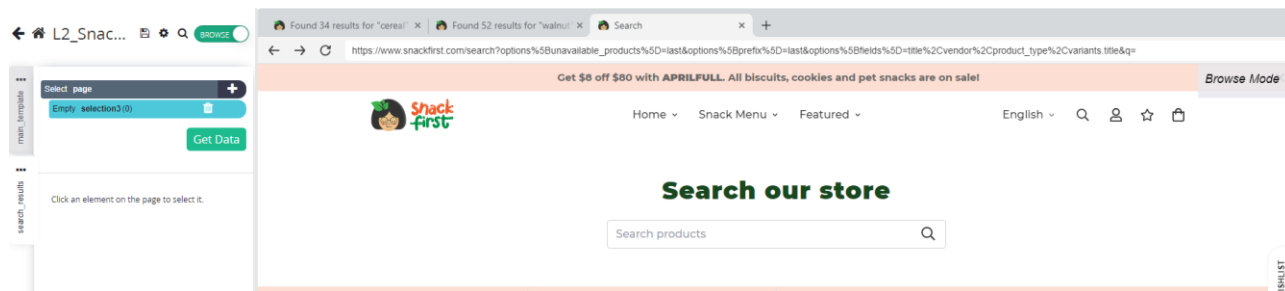 L2_Snac...
BROWSE
main_template
search_results
Select page
Empty selection3 (0)
Get Data
Click an element on the page to select it.
Found 34 results for "cereal"
Found 52 results for "walnut"
Search
https://www.snackfirst.com/search?options%5Bunavailable_products%5D=last&options%5Bprefix%5D=last&options%5Bfields%5D=title%2Cvendor%2Cproduct_type%2Cvariants.title&q=
Get $8 off $80 with APRILFULL. All biscuits, cookies and pet snacks are on sale!
Browse Mode
Snack
first
Home
Snack Menu
Featured
English
Search our store
Search products